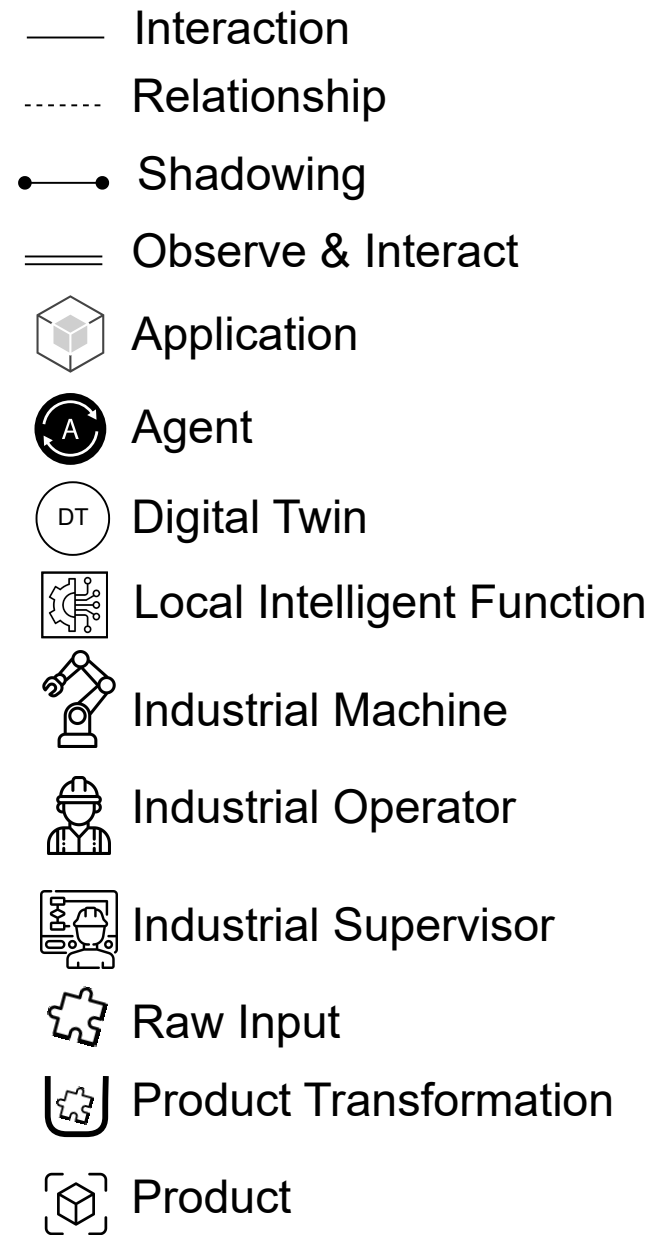 Interaction
Relationship
Shadowing
Observe & Interact
Application
A Agent
DT Digital Twin
Local Intelligent Function
Industrial Machine
Industrial Operator
Industrial Supervisor
Raw Input
Product Transformation
Product